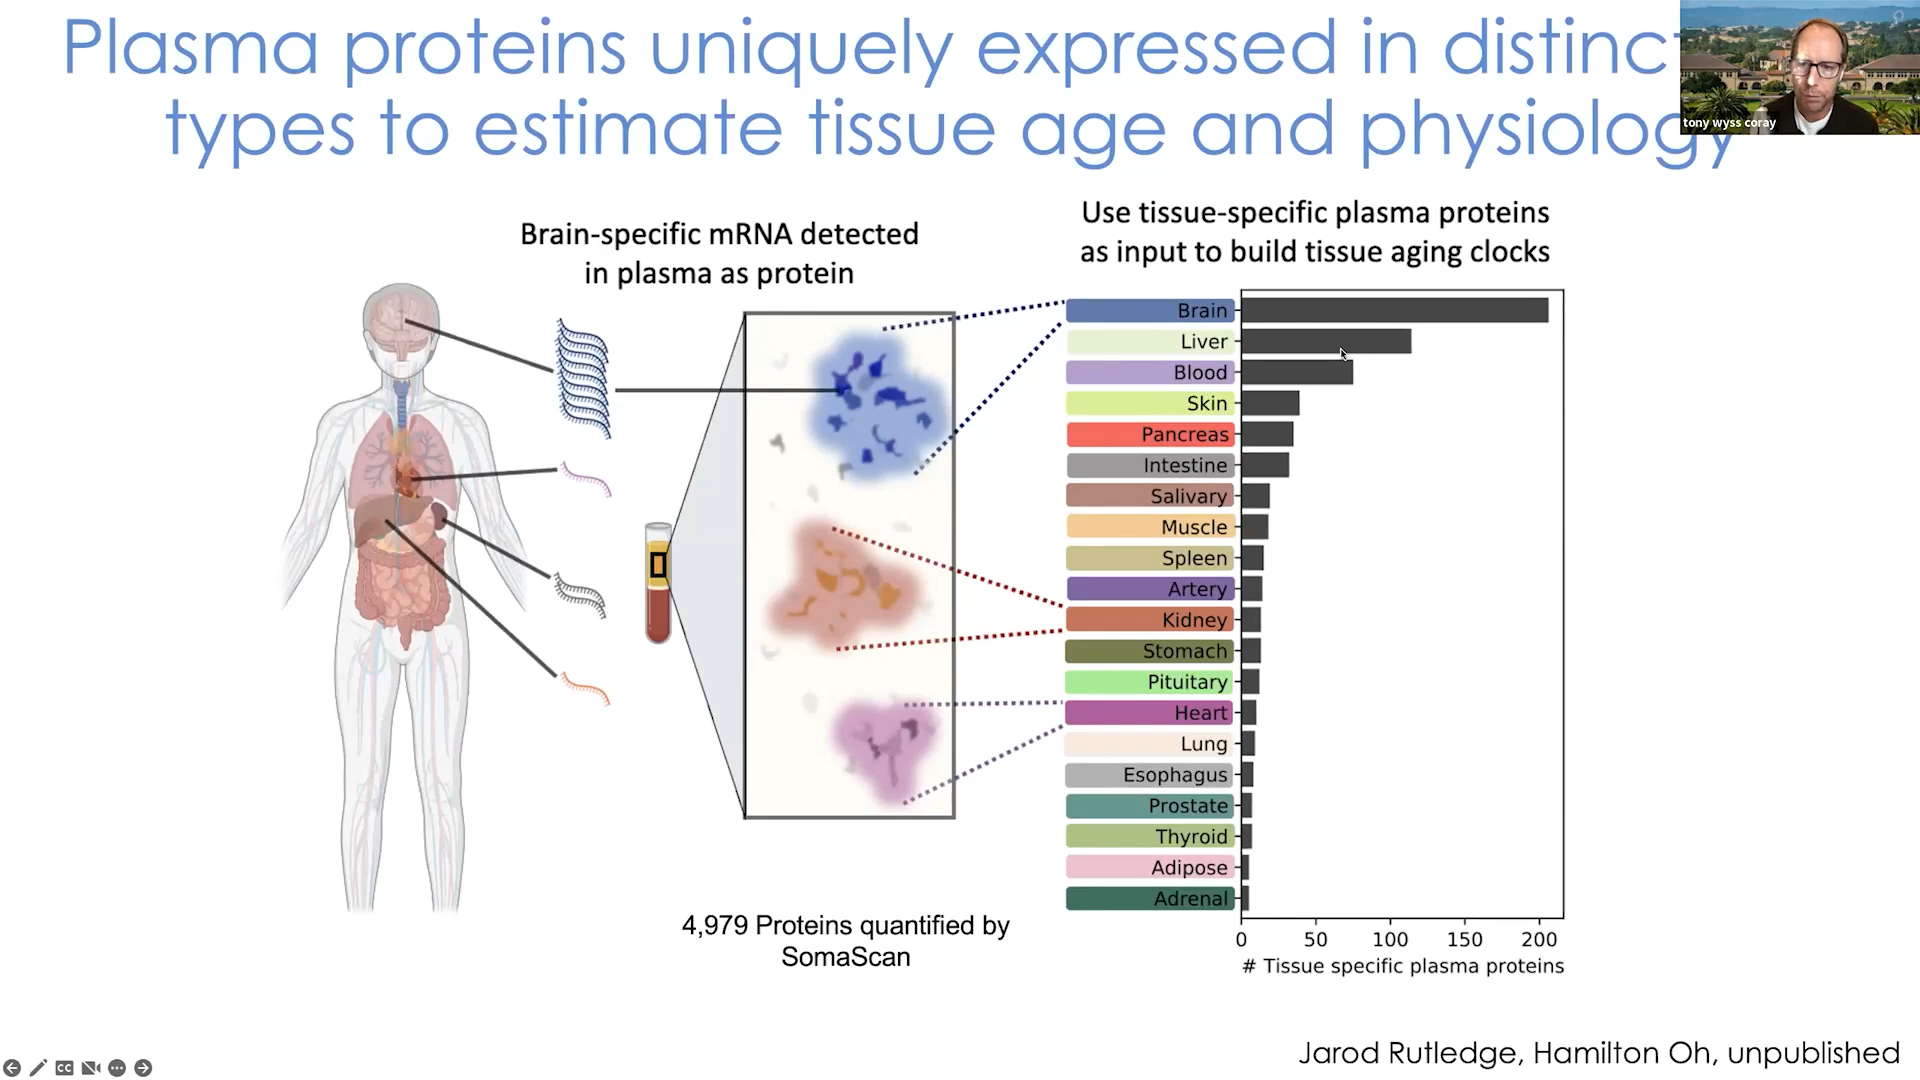 Plasma proteins uniquely expressed in distinct
types to estimate tissue age and physiology
tony wyss coray
Brain-specific mRNA detected
in plasma as protein
Use tissue-specific plasma proteins
as input to build tissue aging clocks
Brain
Liver
Blood
Skin
Pancreas
Intestine
Salivary
Muscle
Spleen
Artery
Kidney
Stomach
Pituitary
Heart
Lung
Esophagus
Prostate
Thyroid
Adipose
Adrenal
0 50 100 150 200
# Tissue specific plasma proteins
4,979 Proteins quantified by
SomaScan
Jarod Rutledge, Hamilton Oh, unpublished
CC